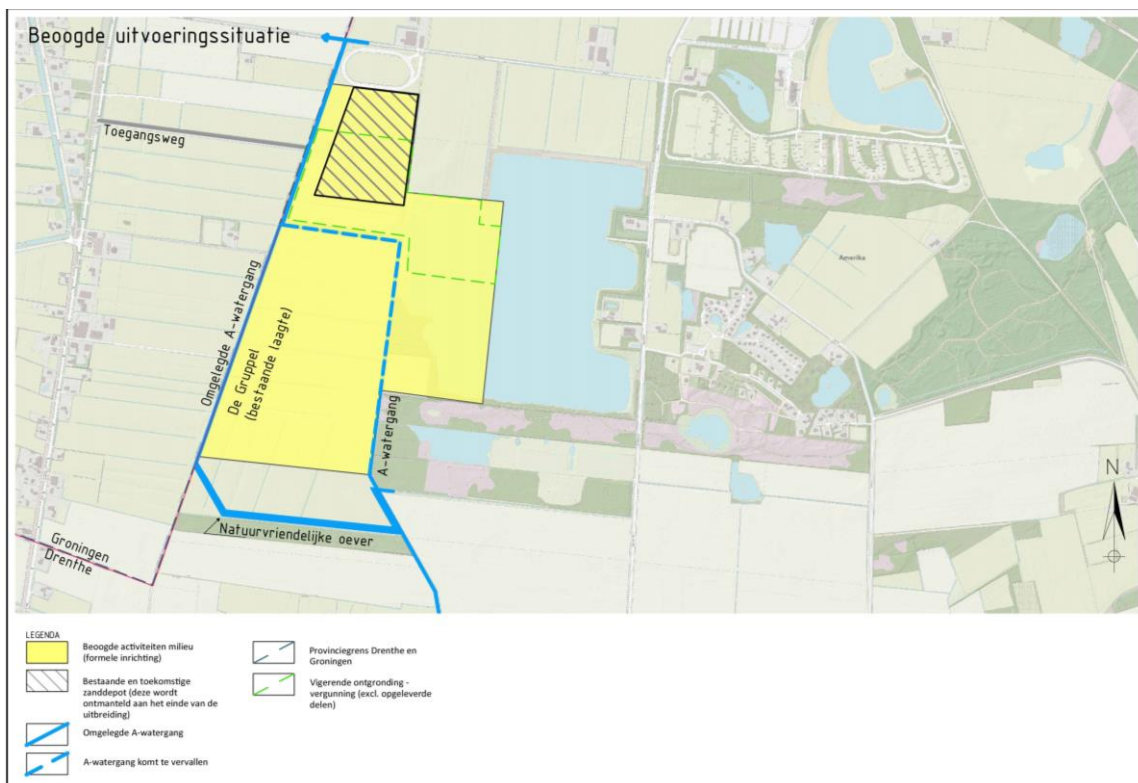 Beoogde uitvoeringssituatie
Toegangsweg
Omgelegde A-watergang
De Gruppel
(bestaande laagte)
A-watergang
Amerika
Natuurvriendelijke oever
Groningen
Drenthe
N
LEGENDA
Beoogde activiteiten milieu
(formele inrichting)
Bestaande en toekomstige
zanddepot (deze wordt
ontmanteld aan het einde van de
uitbreiding)
Omgelegde A-watergang
A-watergang komt te vervallen
Provinciegrens Drenthe en
Groningen
Vigerende ontgronding -
vergunning (excl. opgeleverde
delen)